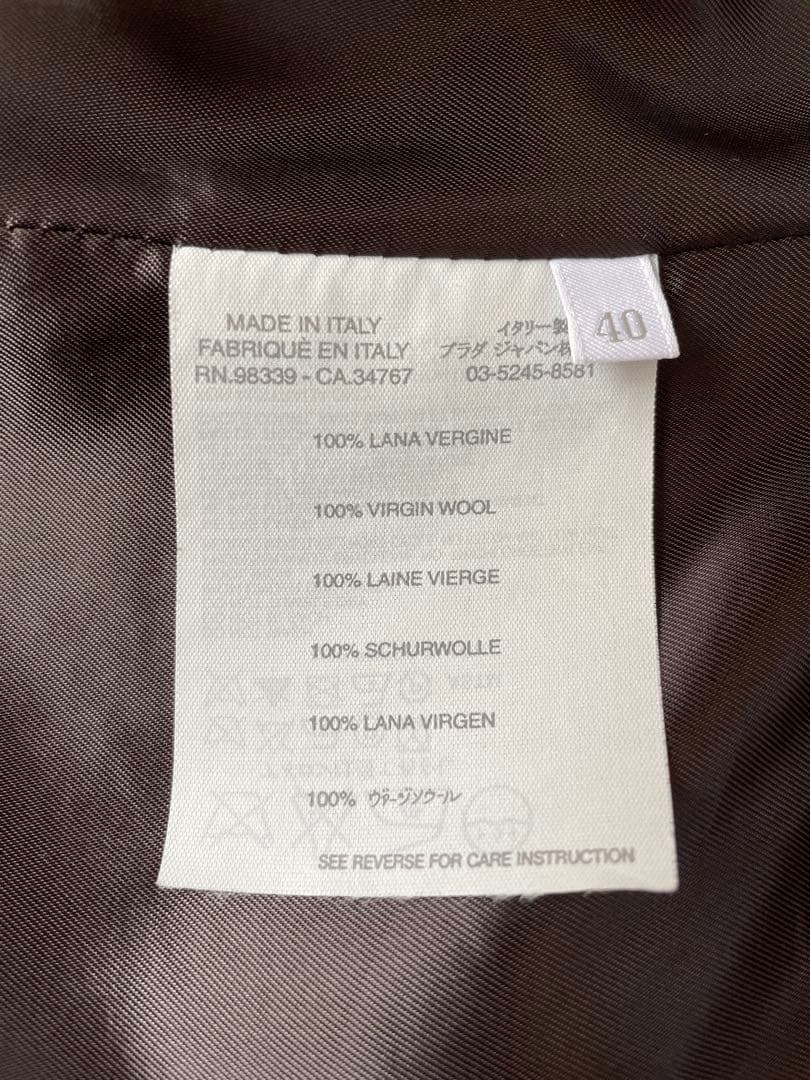 MADE IN ITALY
FABRIQUÈ EN ITALY
RN.98339 - CA.34767
イタリー製
プラダ ジャパン
03-5245-8581
40
100% LANA VERGINE
100% VIRGIN WOOL
100% LAINE VIERGE
100% SCHURWOLLE
100% LANA VIRGEN
100% ヴァージンウール
SEE REVERSE FOR CARE INSTRUCTION